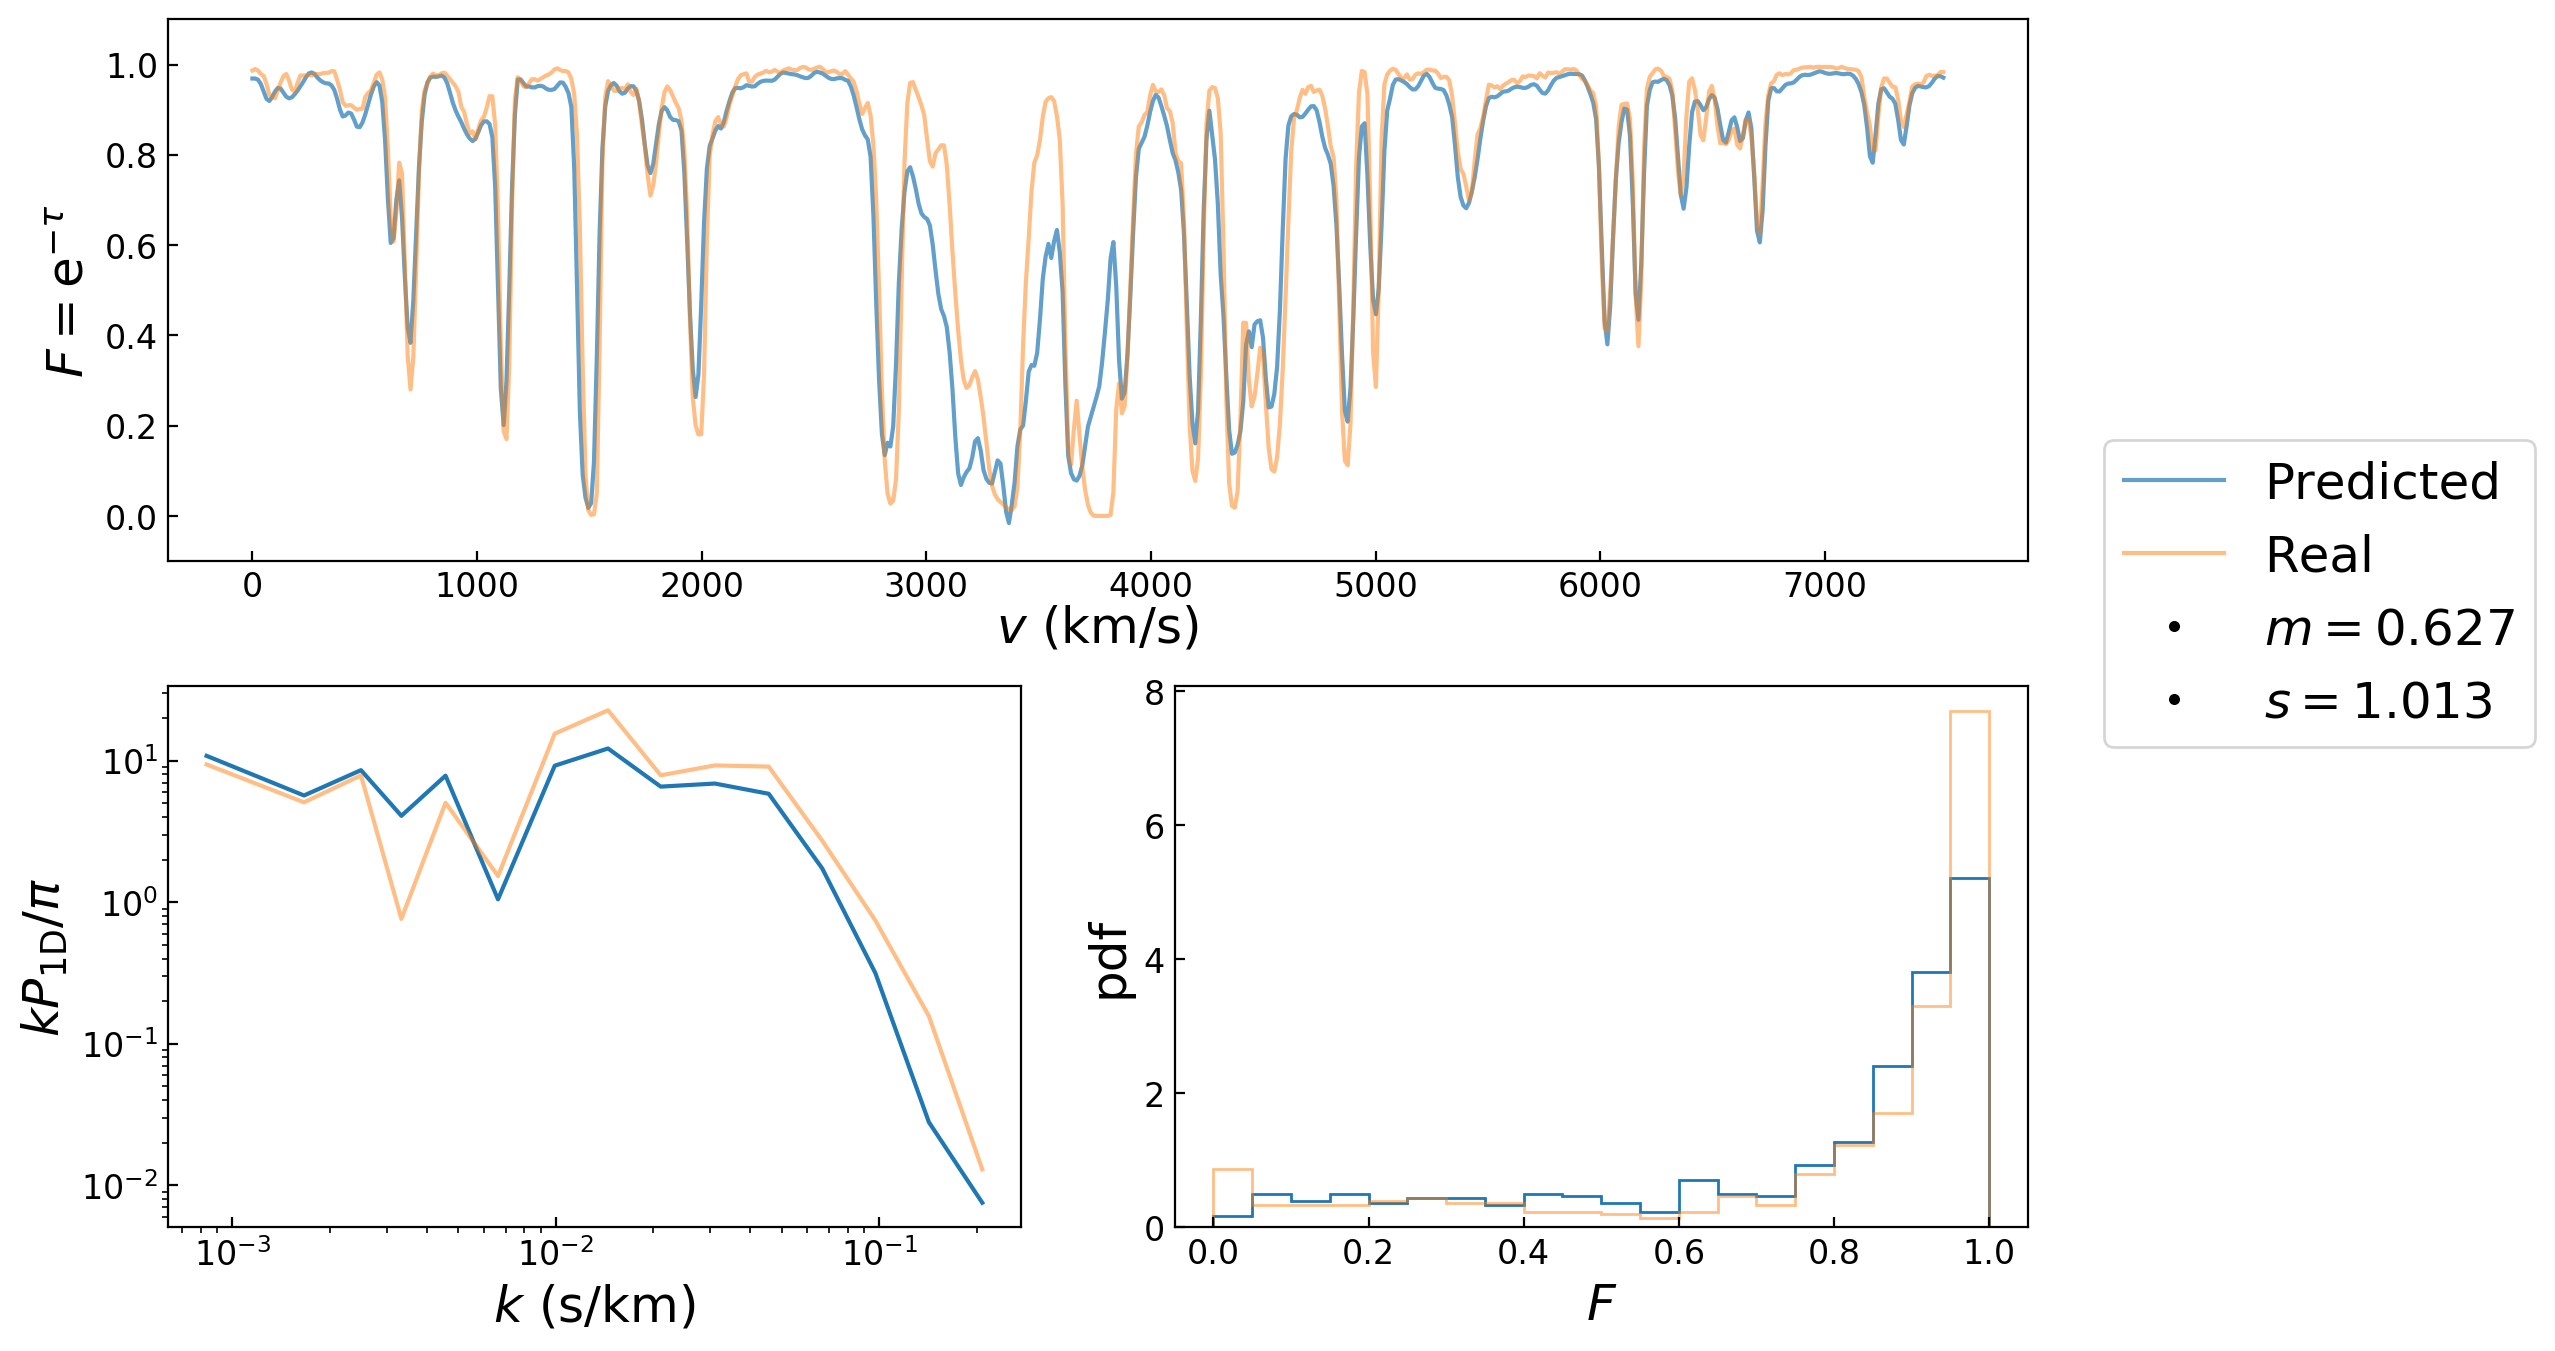 F = e^{-τ}
1.0
0.8
0.6
0.4
0.2
0.0
0 1000 2000 3000 4000 5000 6000 7000
v (km/s)
Predicted
Real
m = 0.627
s = 1.013
kP_{1D}/π
10^1
10^0
10^{-1}
10^{-2}
10^{-3} 10^{-2} 10^{-1}
k (s/km)
pdf
8
6
4
2
0
0.0 0.2 0.4 0.6 0.8 1.0
F